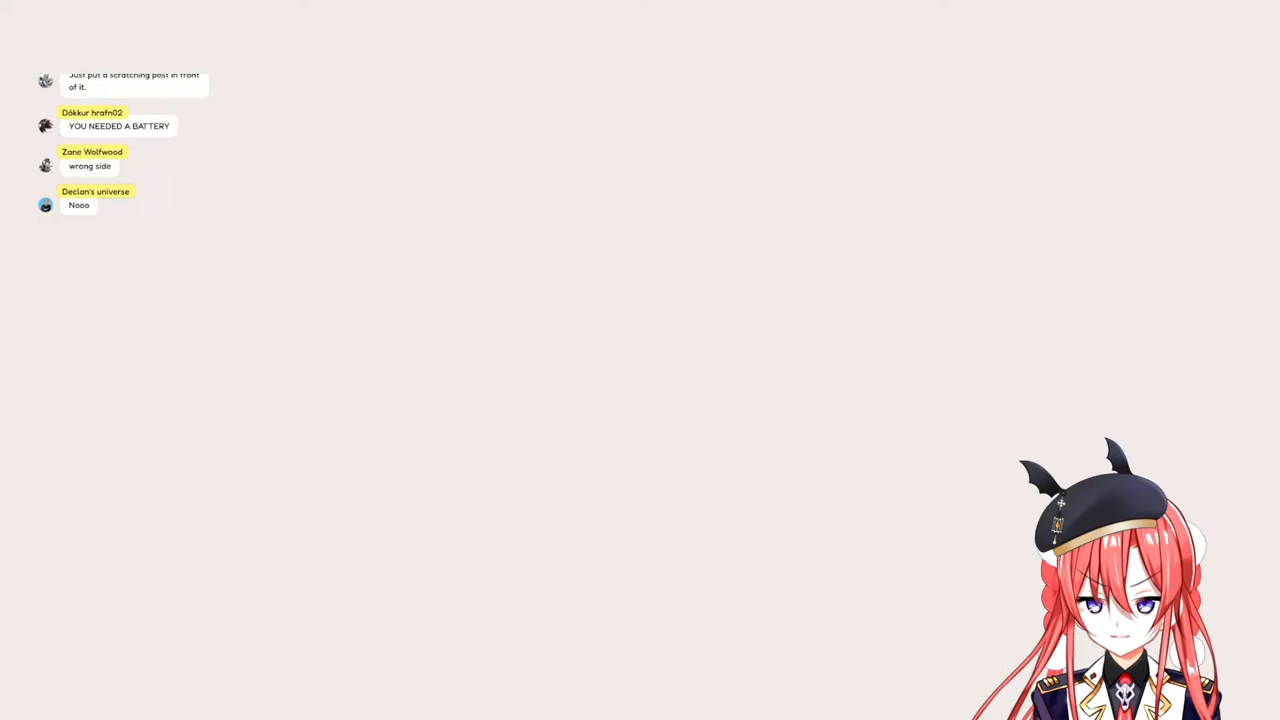 Just put a scratching post in front
of it.
Dökkur hrafn02
YOU NEEDED A BATTERY
Zane Wolfwood
wrong side
Declan's universe
Nooo